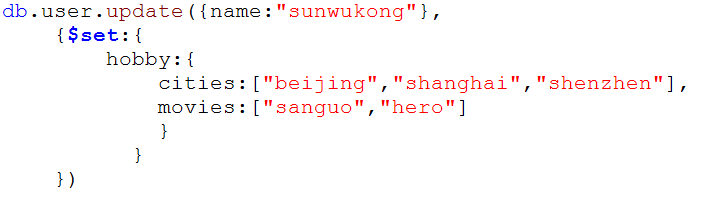 db.user.update({name:"sunwukong"},
    {$set:{
        hobby:{
            cities:["beijing","shanghai","shenzhen"],
            movies:["sanguo","hero"]
            }
          }
    })